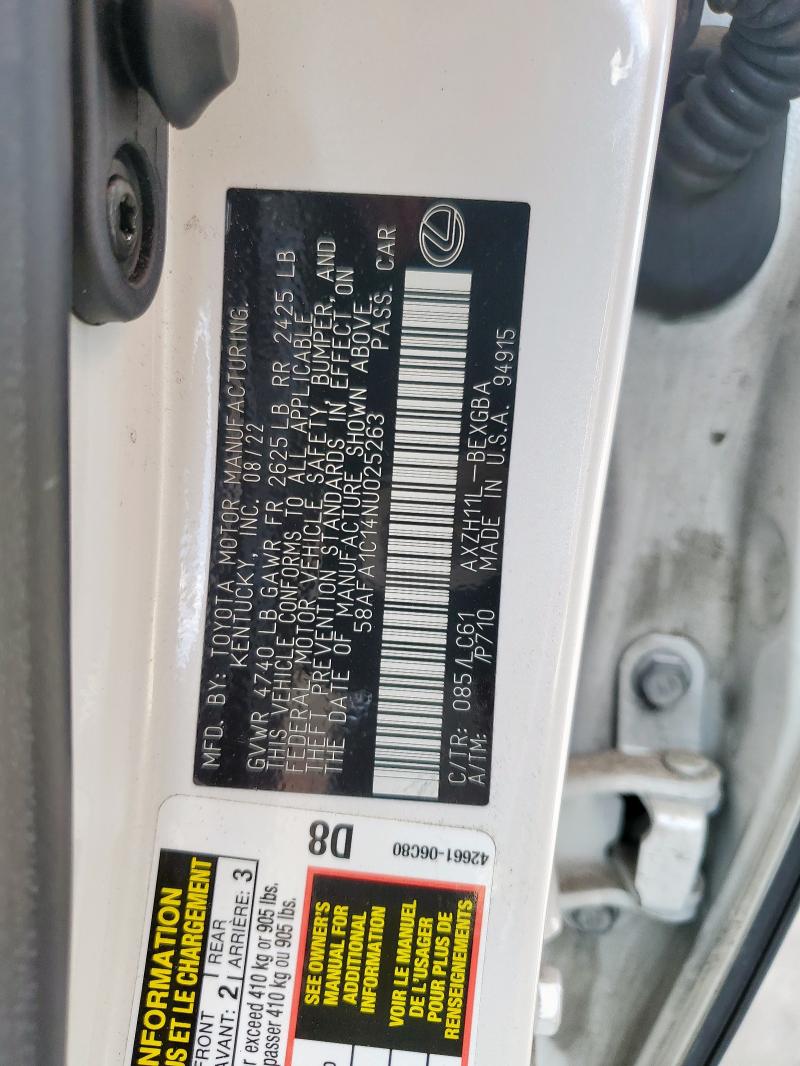 MFD. BY: TOYOTA MOTOR MANUFACTURING.
KENTUCKY, INC. 08/22
GVWR 4740 LB GAWR FR 2625 LB RR 2425 LB
THIS VEHICLE CONFORMS TO ALL APPLICABLE
FEDERAL MOTOR VEHICLE SAFETY, BUMPER, AND
THEFT PREVENTION STANDARDS IN EFFECT ON
THE DATE OF MANUFACTURE SHOWN ABOVE.
58AFA1C14NU025263 PASS. CAR
C/TR: 085/LC61 AXZH11L-BEXGBA
A/TM: /P710 MADE IN U.S.A. 94915
D8
42661-06C80
INFORMATION
ET LE CHARGEMENT
FRONT REAR
AVANT: 2 ARRIÈRE: 3
exceed 410 kg or 905 lbs.
passer 410 kg ou 905 lbs.
SEE OWNER'S
MANUAL FOR
ADDITIONAL
INFORMATION
VOIR LE MANUEL
DE L'USAGER
POUR PLUS DE
RENSEIGNEMENTS